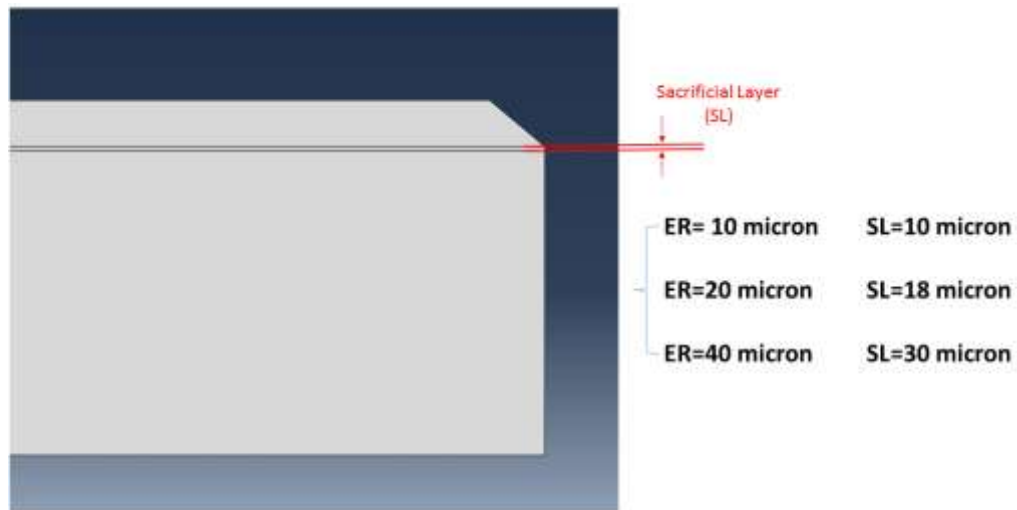 Sacrificial Layer
(SL)
ER= 10 micron SL=10 micron
ER=20 micron SL=18 micron
ER=40 micron SL=30 micron